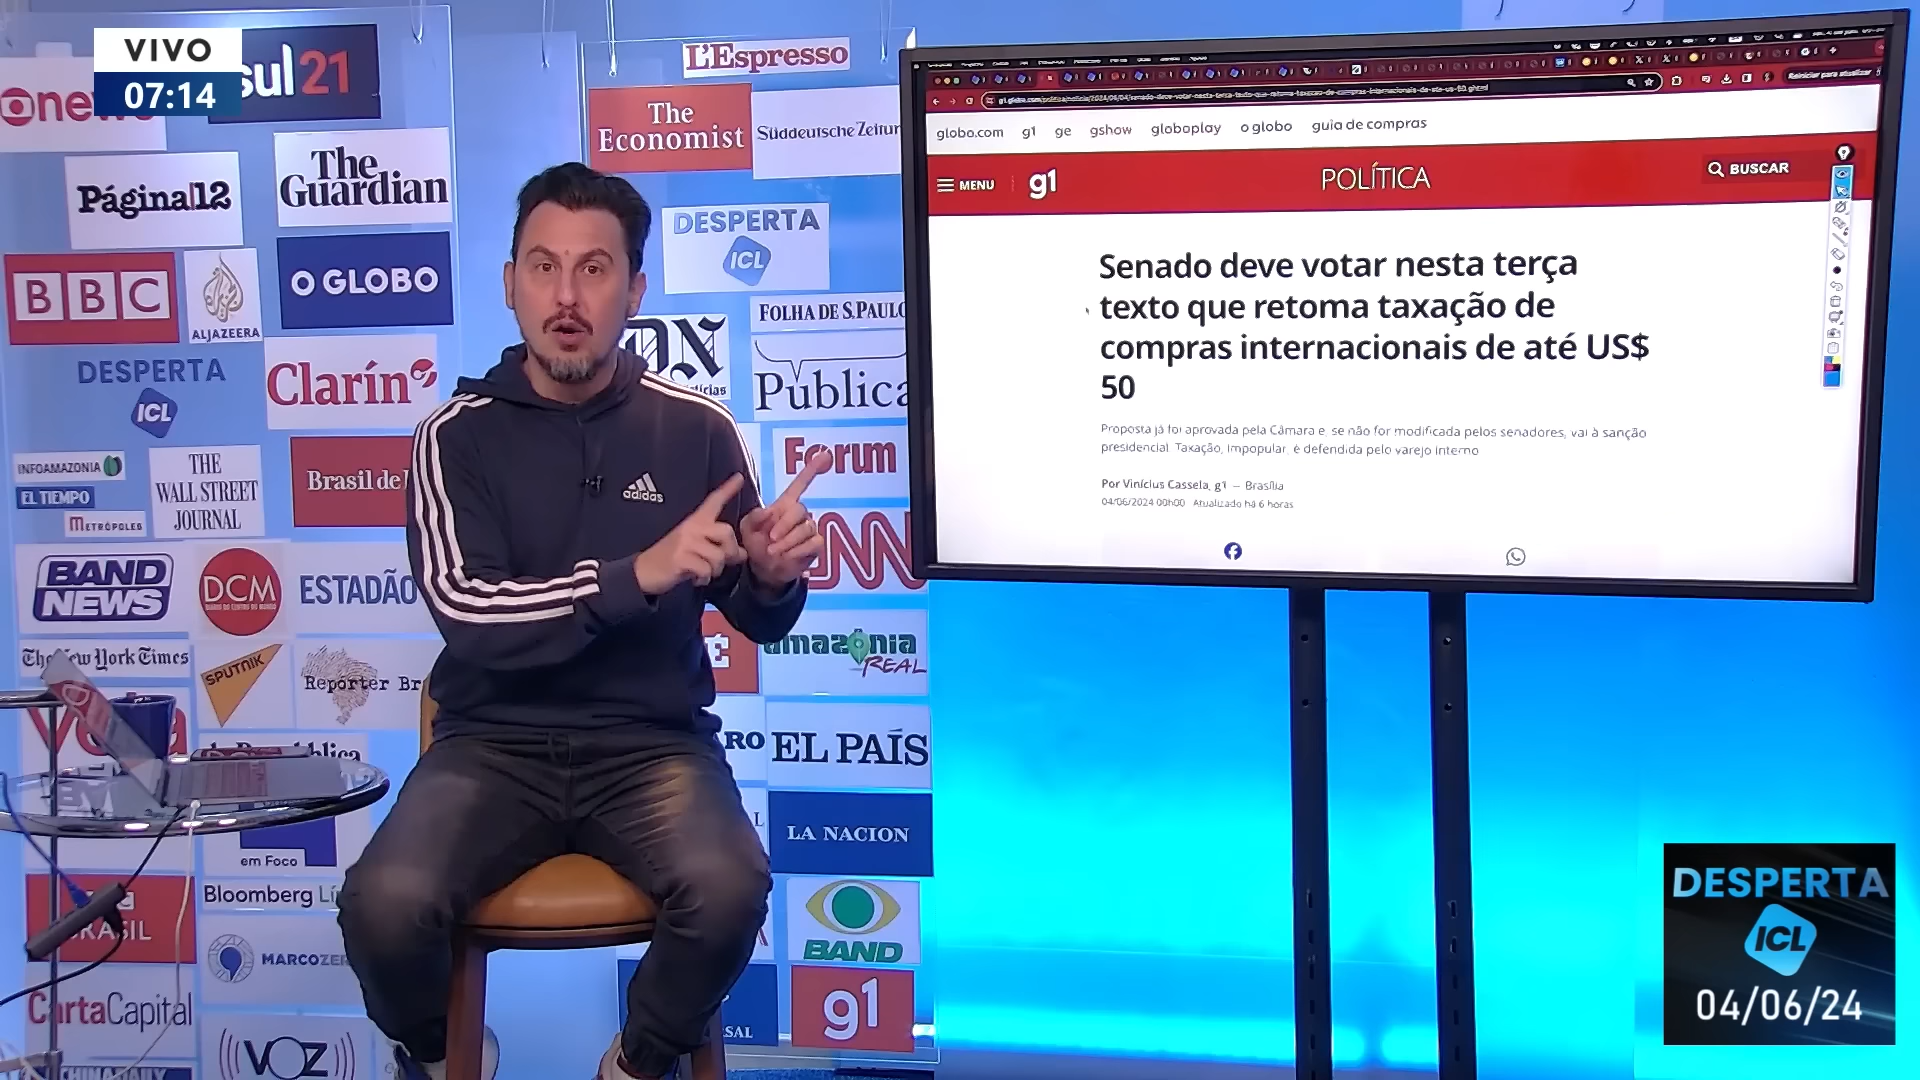 VIVO
07:14
sul21
L'Espresso
The
Economist
Süddeutsche Zeitun
Página12
The
Guardian
DESPERTA
ICL
BBC
ALJAZEERA
O GLOBO
FOLHA DE S.PAULO
DESPERTA
ICL
Clarín
Pública
INFOAMAZONIA
EL TIEMPO
METRÓPOLES
THE
WALL STREET
JOURNAL
Brasil de
Forum
CNN
BAND
NEWS
DCM
ESTADÃO
The New York Times
SPUTNIK
Repórter Br
amazônia
REAL
EL PAÍS
LA NACION
em Foco
Bloomberg Lí
MARCOZE
BAND
CartaCapital
g1
VOZ
globo.com g1 ge gshow globoplay o globo guia de compras
MENU g1 POLÍTICA BUSCAR
Senado deve votar nesta terça
texto que retoma taxação de
compras internacionais de até US$
50
Proposta já foi aprovada pela Câmara e, se não for modificada pelos senadores, vai à sanção
presidencial. Taxação, impopular, é defendida pelo varejo interno
Por Vinícius Cassela, g1 — Brasília
04/06/2024 00h00 Atualizado há 6 horas
adidas
DESPERTA
ICL
04/06/24